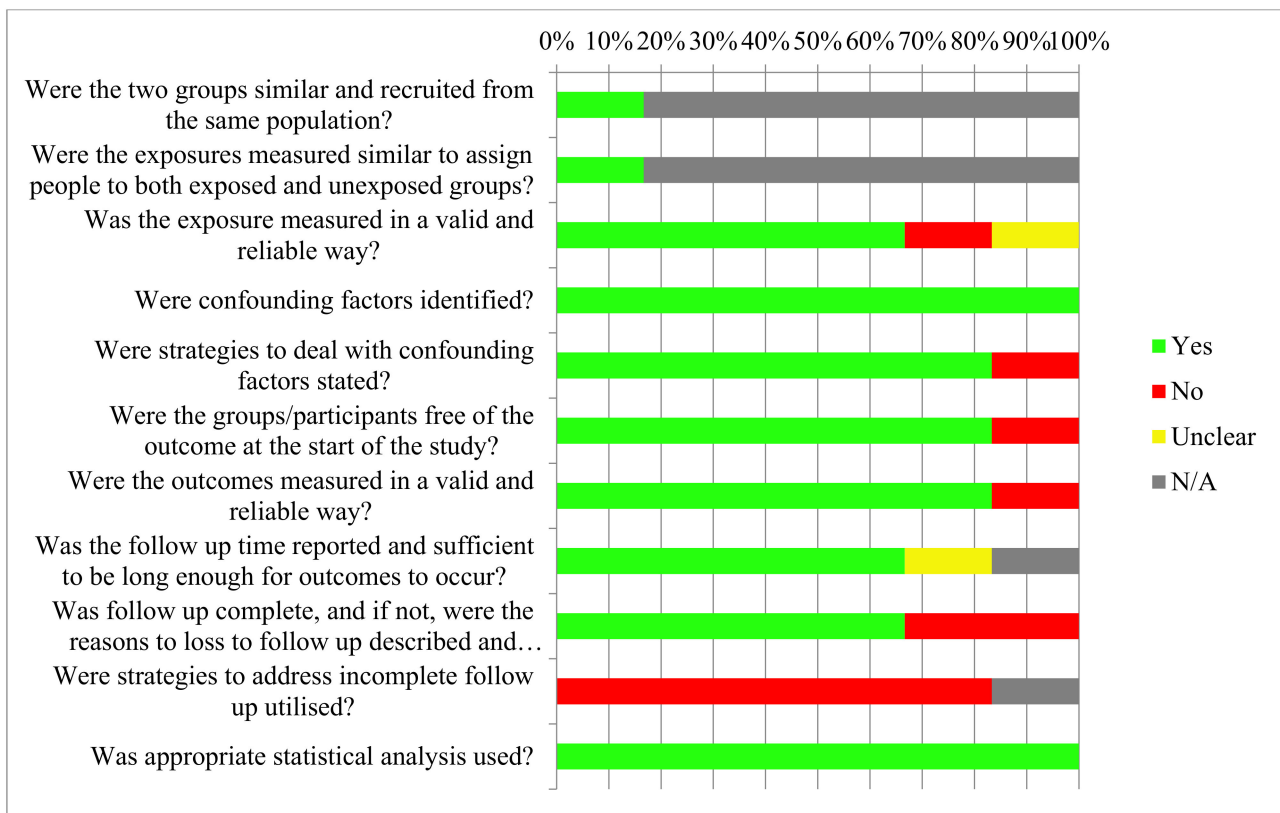 0% 10% 20% 30% 40% 50% 60% 70% 80% 90% 100%
Were the two groups similar and recruited from
the same population?
Were the exposures measured similar to assign
people to both exposed and unexposed groups?
Was the exposure measured in a valid and
reliable way?
Were confounding factors identified?
Were strategies to deal with confounding
factors stated?
Were the groups/participants free of the
outcome at the start of the study?
Were the outcomes measured in a valid and
reliable way?
Was the follow up time reported and sufficient
to be long enough for outcomes to occur?
Was follow up complete, and if not, were the
reasons to loss to follow up described and…
Were strategies to address incomplete follow
up utilised?
Was appropriate statistical analysis used?
Yes
No
Unclear
N/A